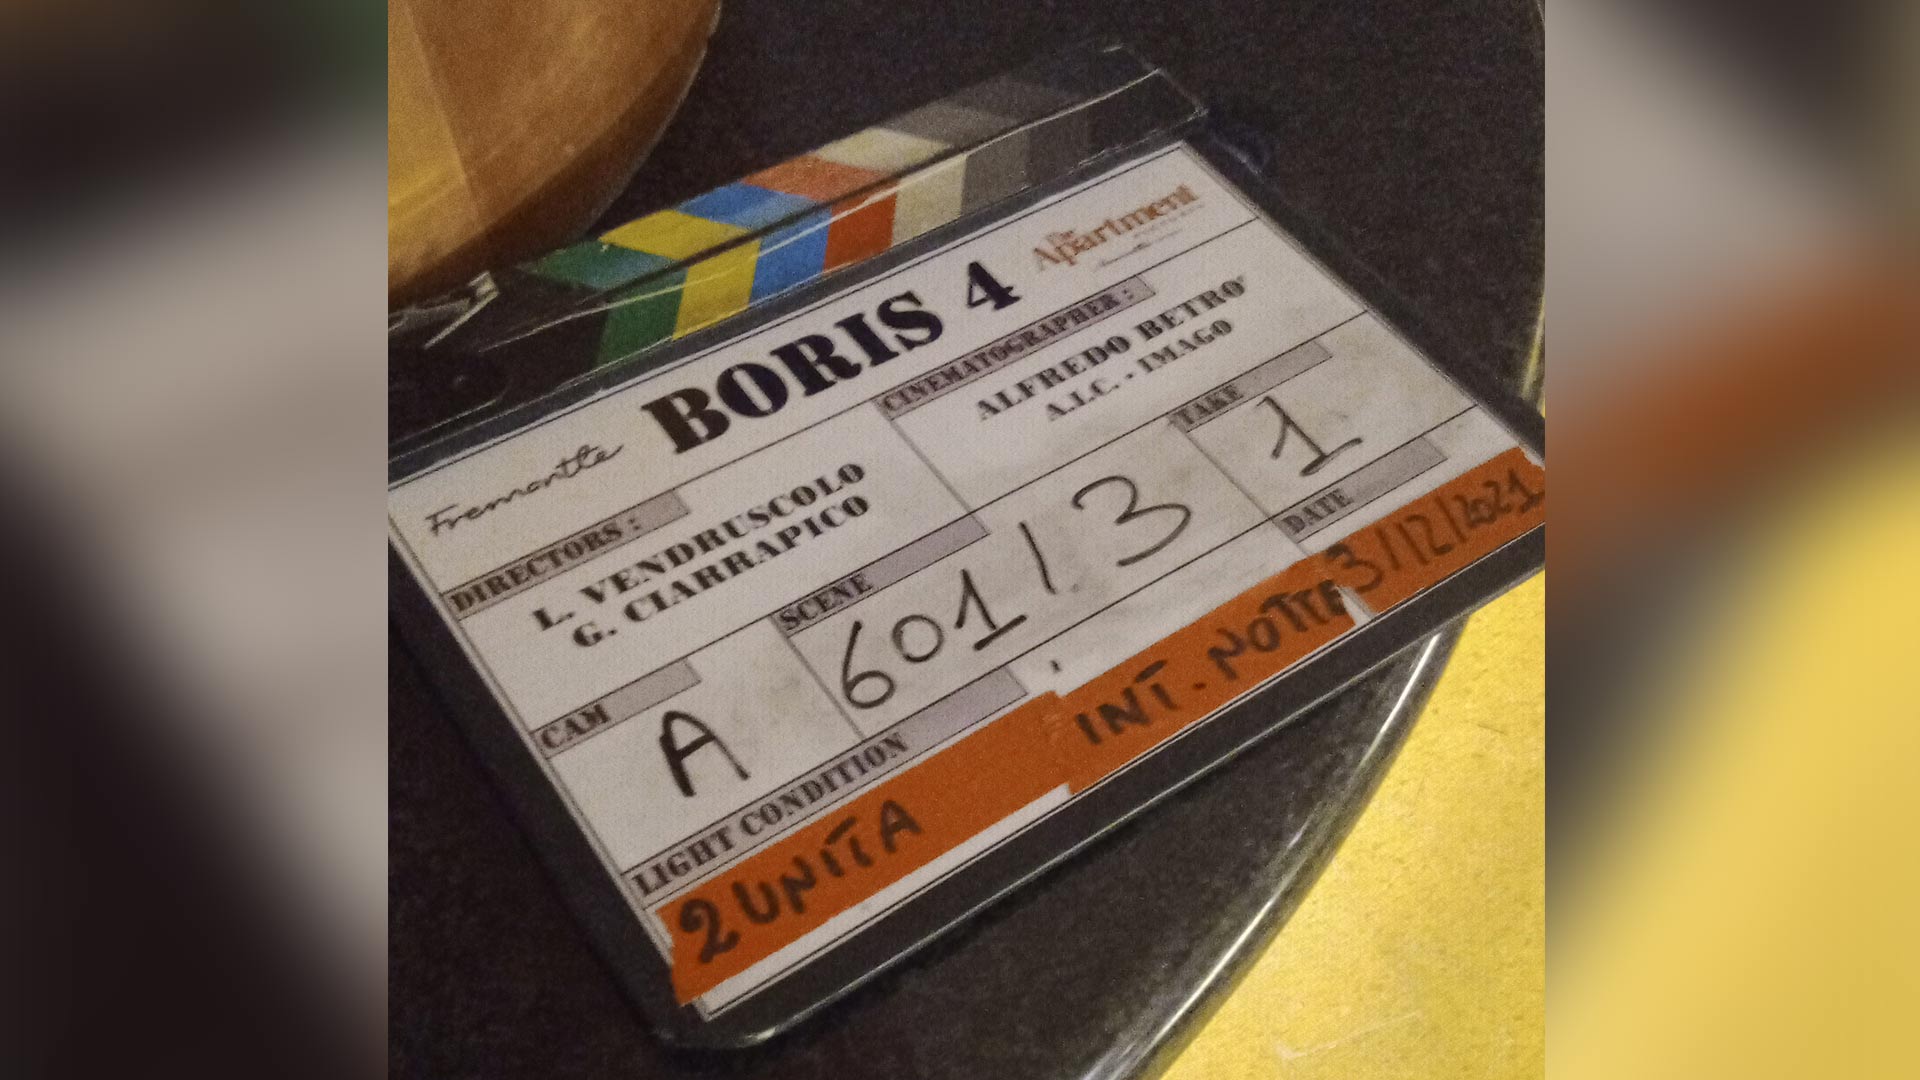 Fremantle
BORIS 4
The Apartment
DIRECTORS :
L. VENDRUSCOLO
G. CIARRAPICO
CINEMATOGRAPHER :
ALFREDO BETRO'
A.I.C. - IMAGO
CAM
A
SCENE
601/3
TAKE
1
LIGHT CONDITION
2 UNITA
INT. NOTTE
DATE
3/12/2021